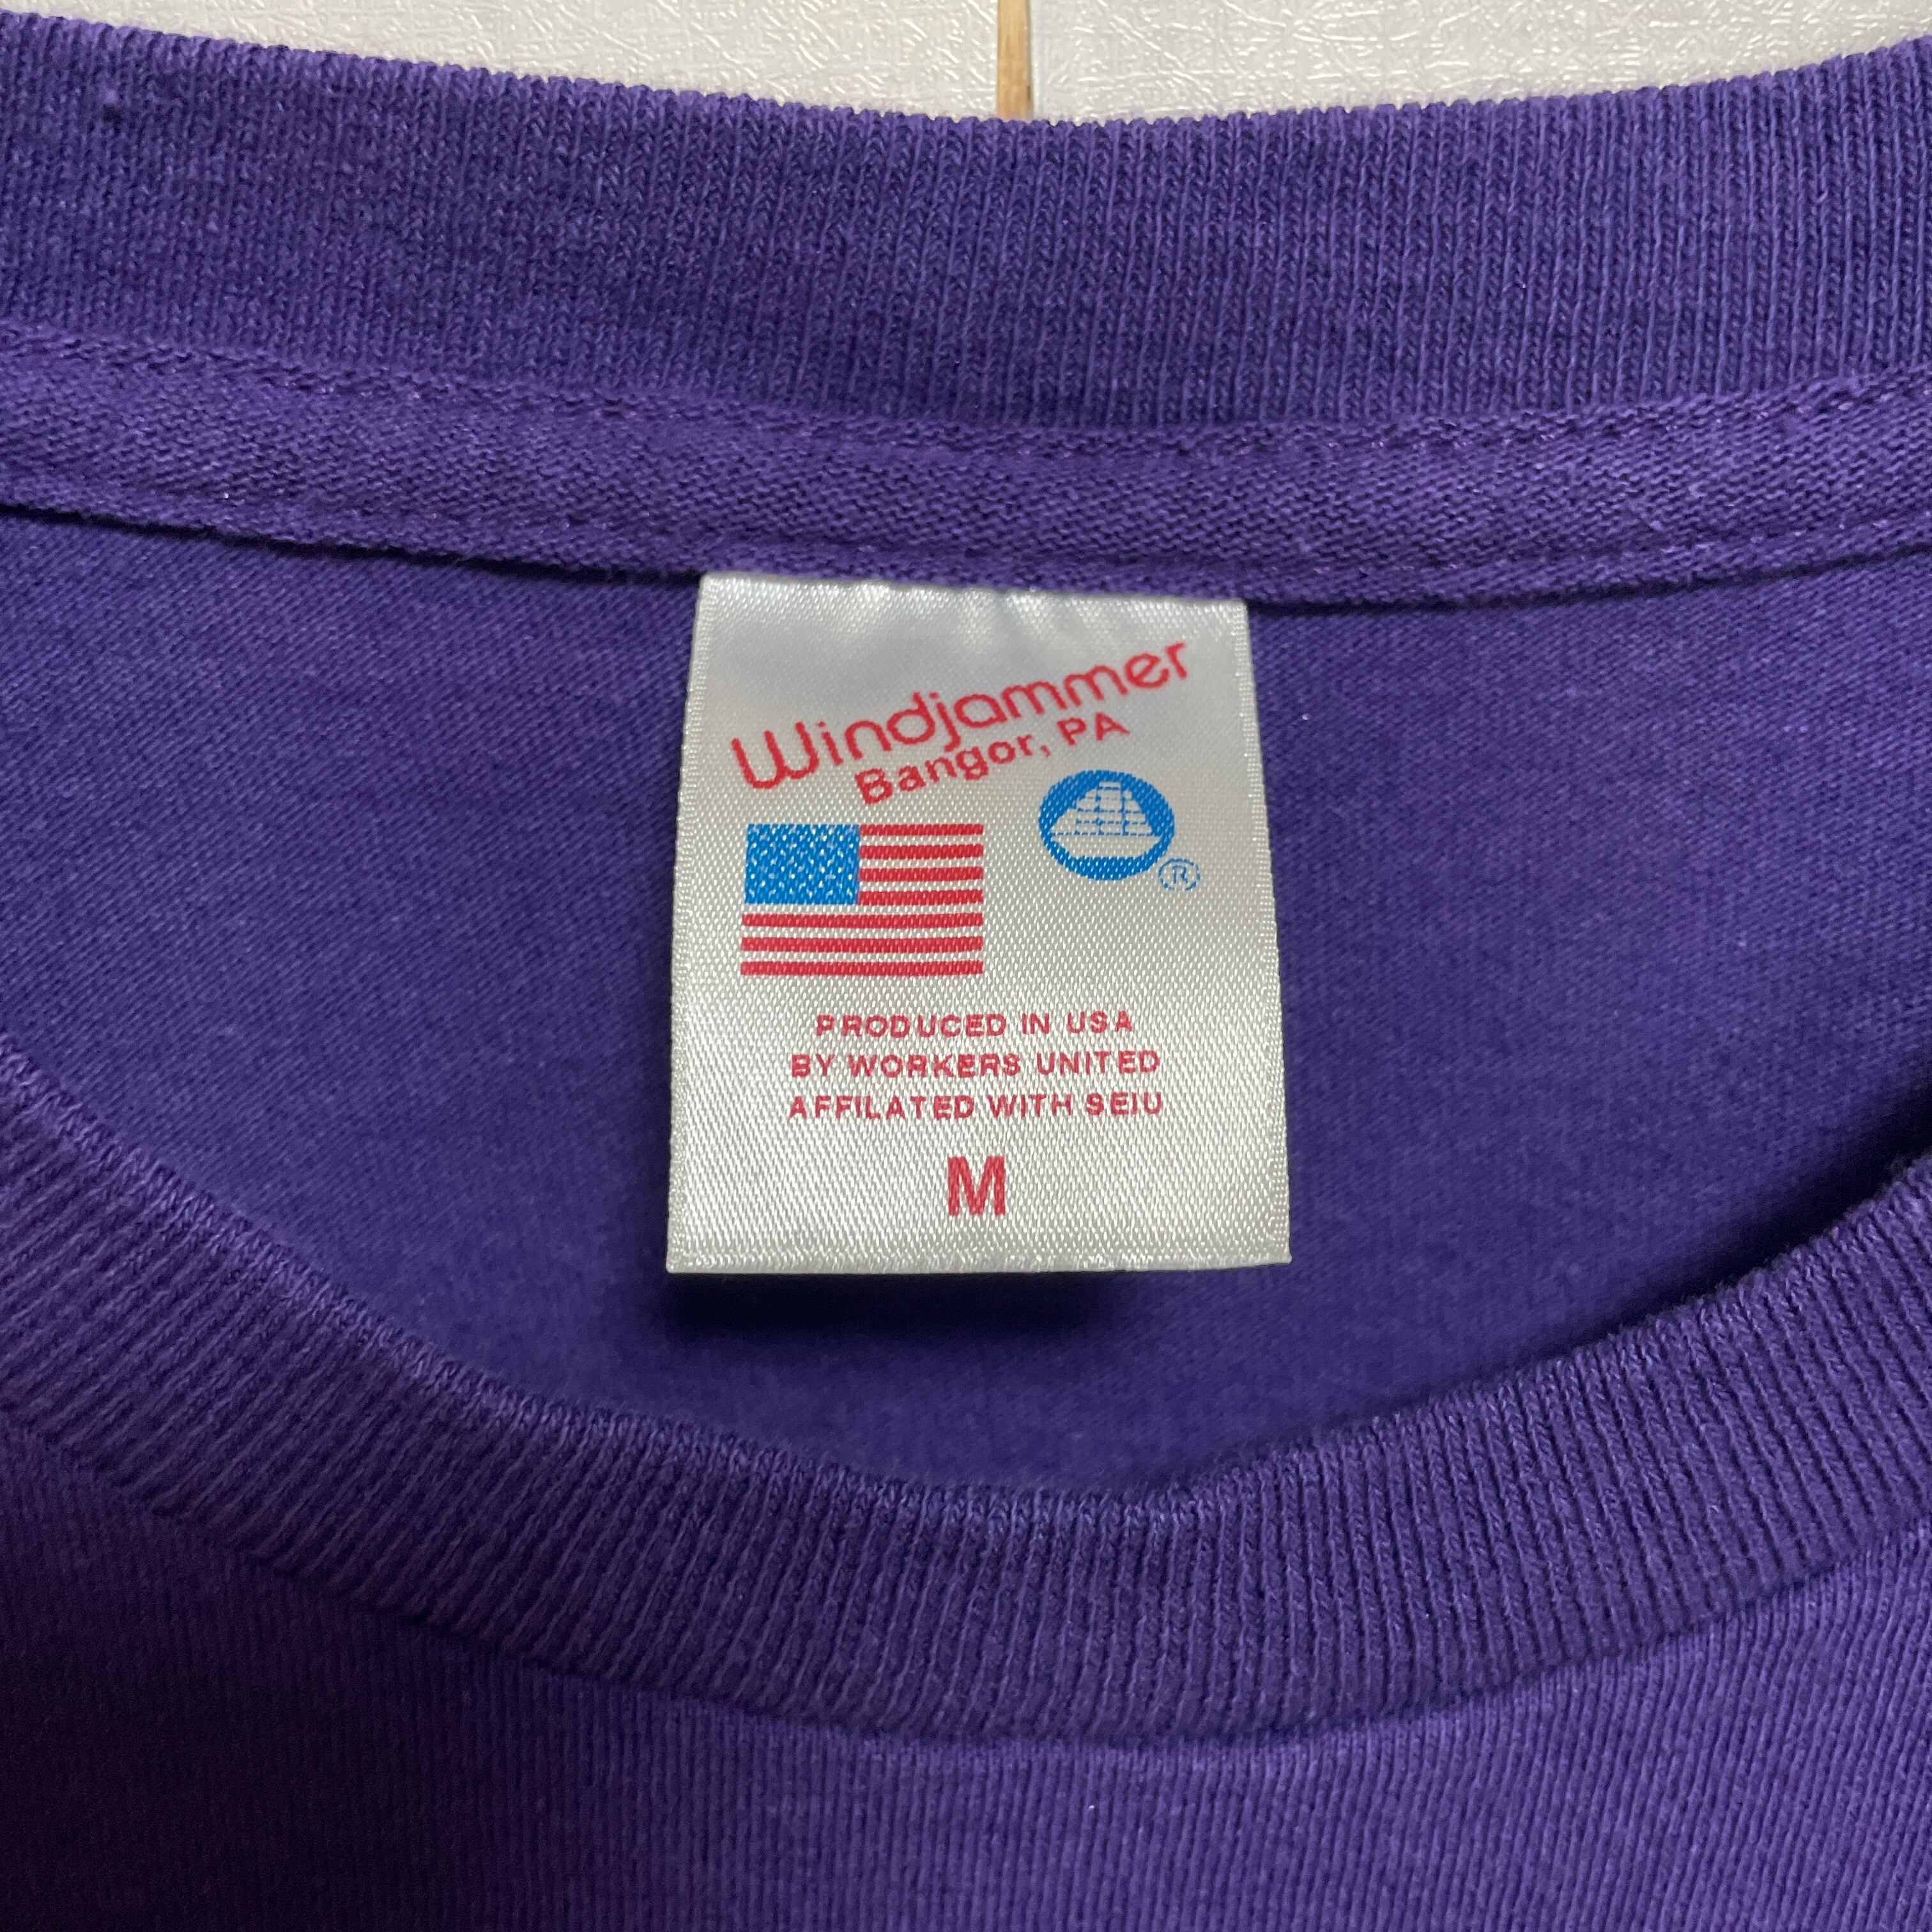 Windjammer
Bangor, PA
®
PRODUCED IN USA
BY WORKERS UNITED
AFFILATED WITH SEIU
M